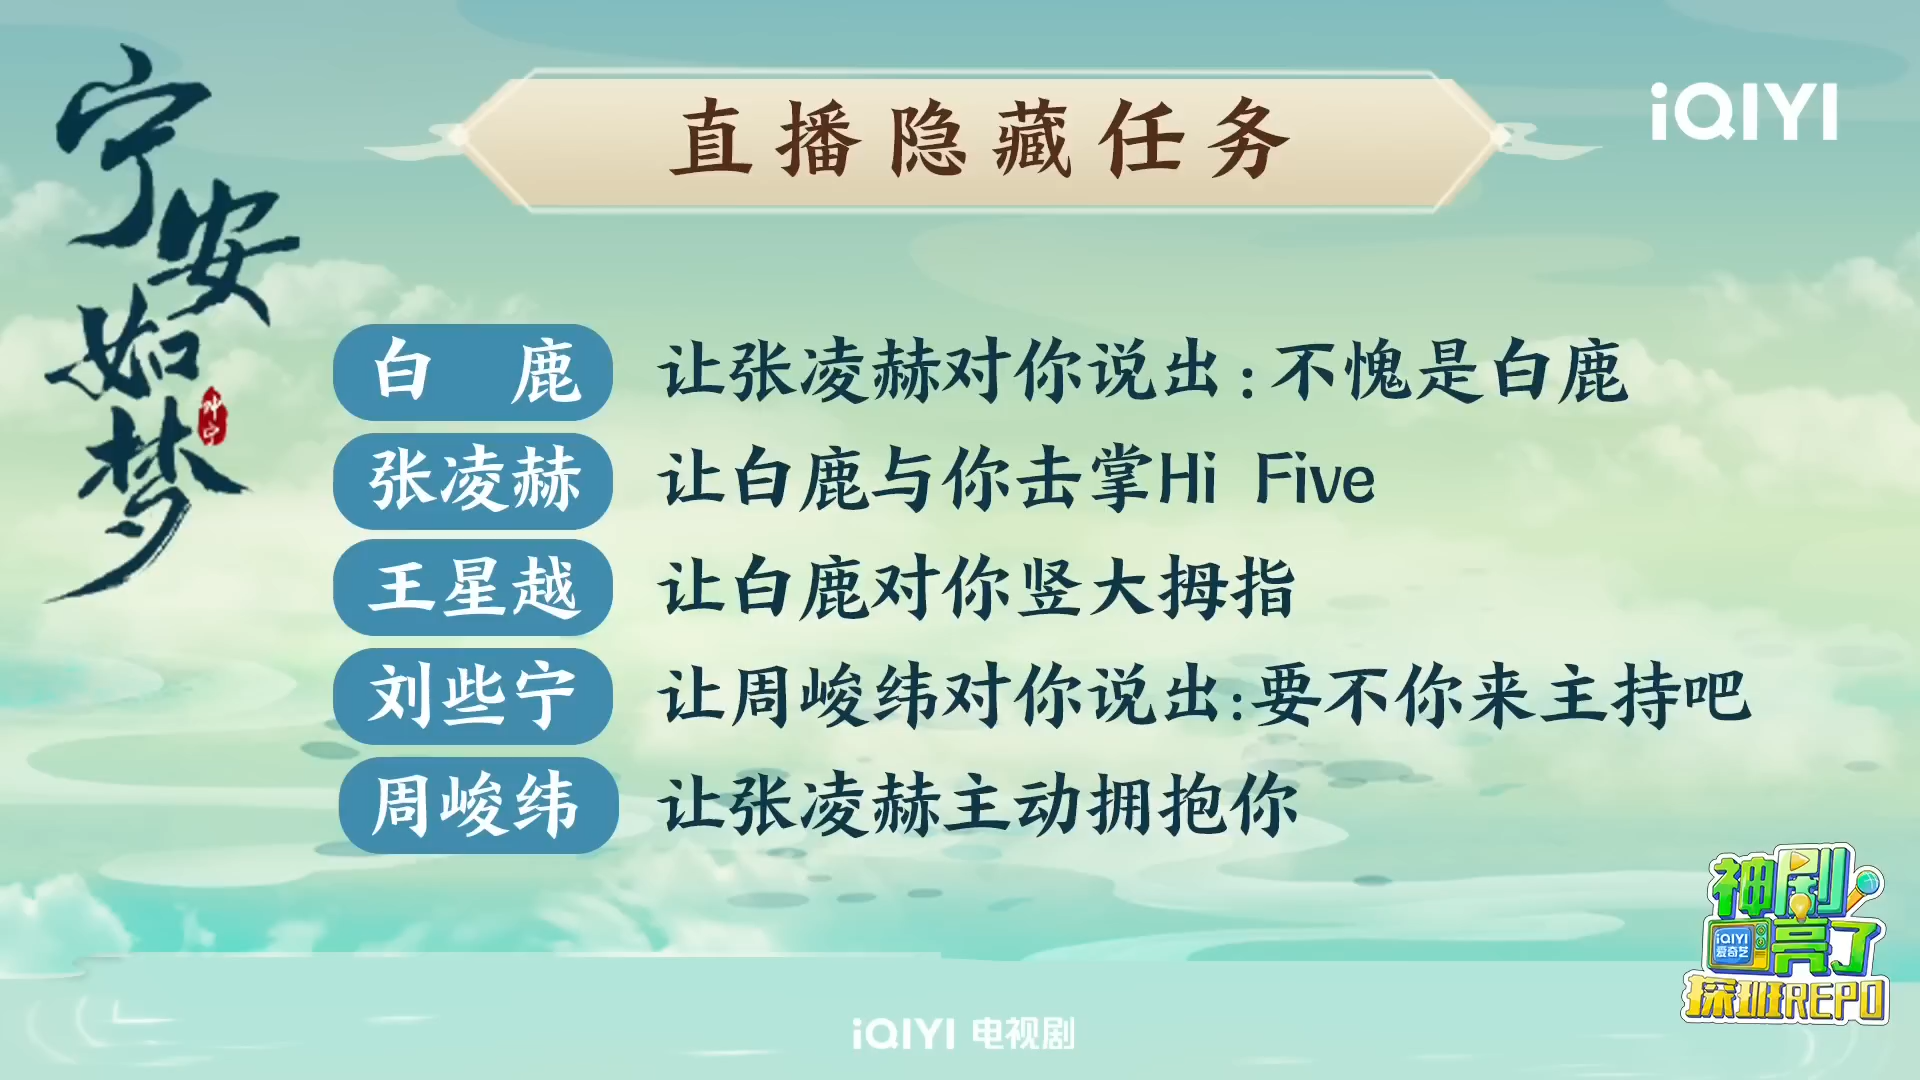 宁安如梦
直播隐藏任务
iQIYI
白 鹿 让张凌赫对你说出:不愧是白鹿
张凌赫 让白鹿与你击掌Hi Five
王星越 让白鹿对你竖大拇指
刘些宁 让周峻纬对你说出:要不你来主持吧
周峻纬 让张凌赫主动拥抱你
神剧亮了
iQIYI
爱奇艺
探班REPO
iQIYI 电视剧